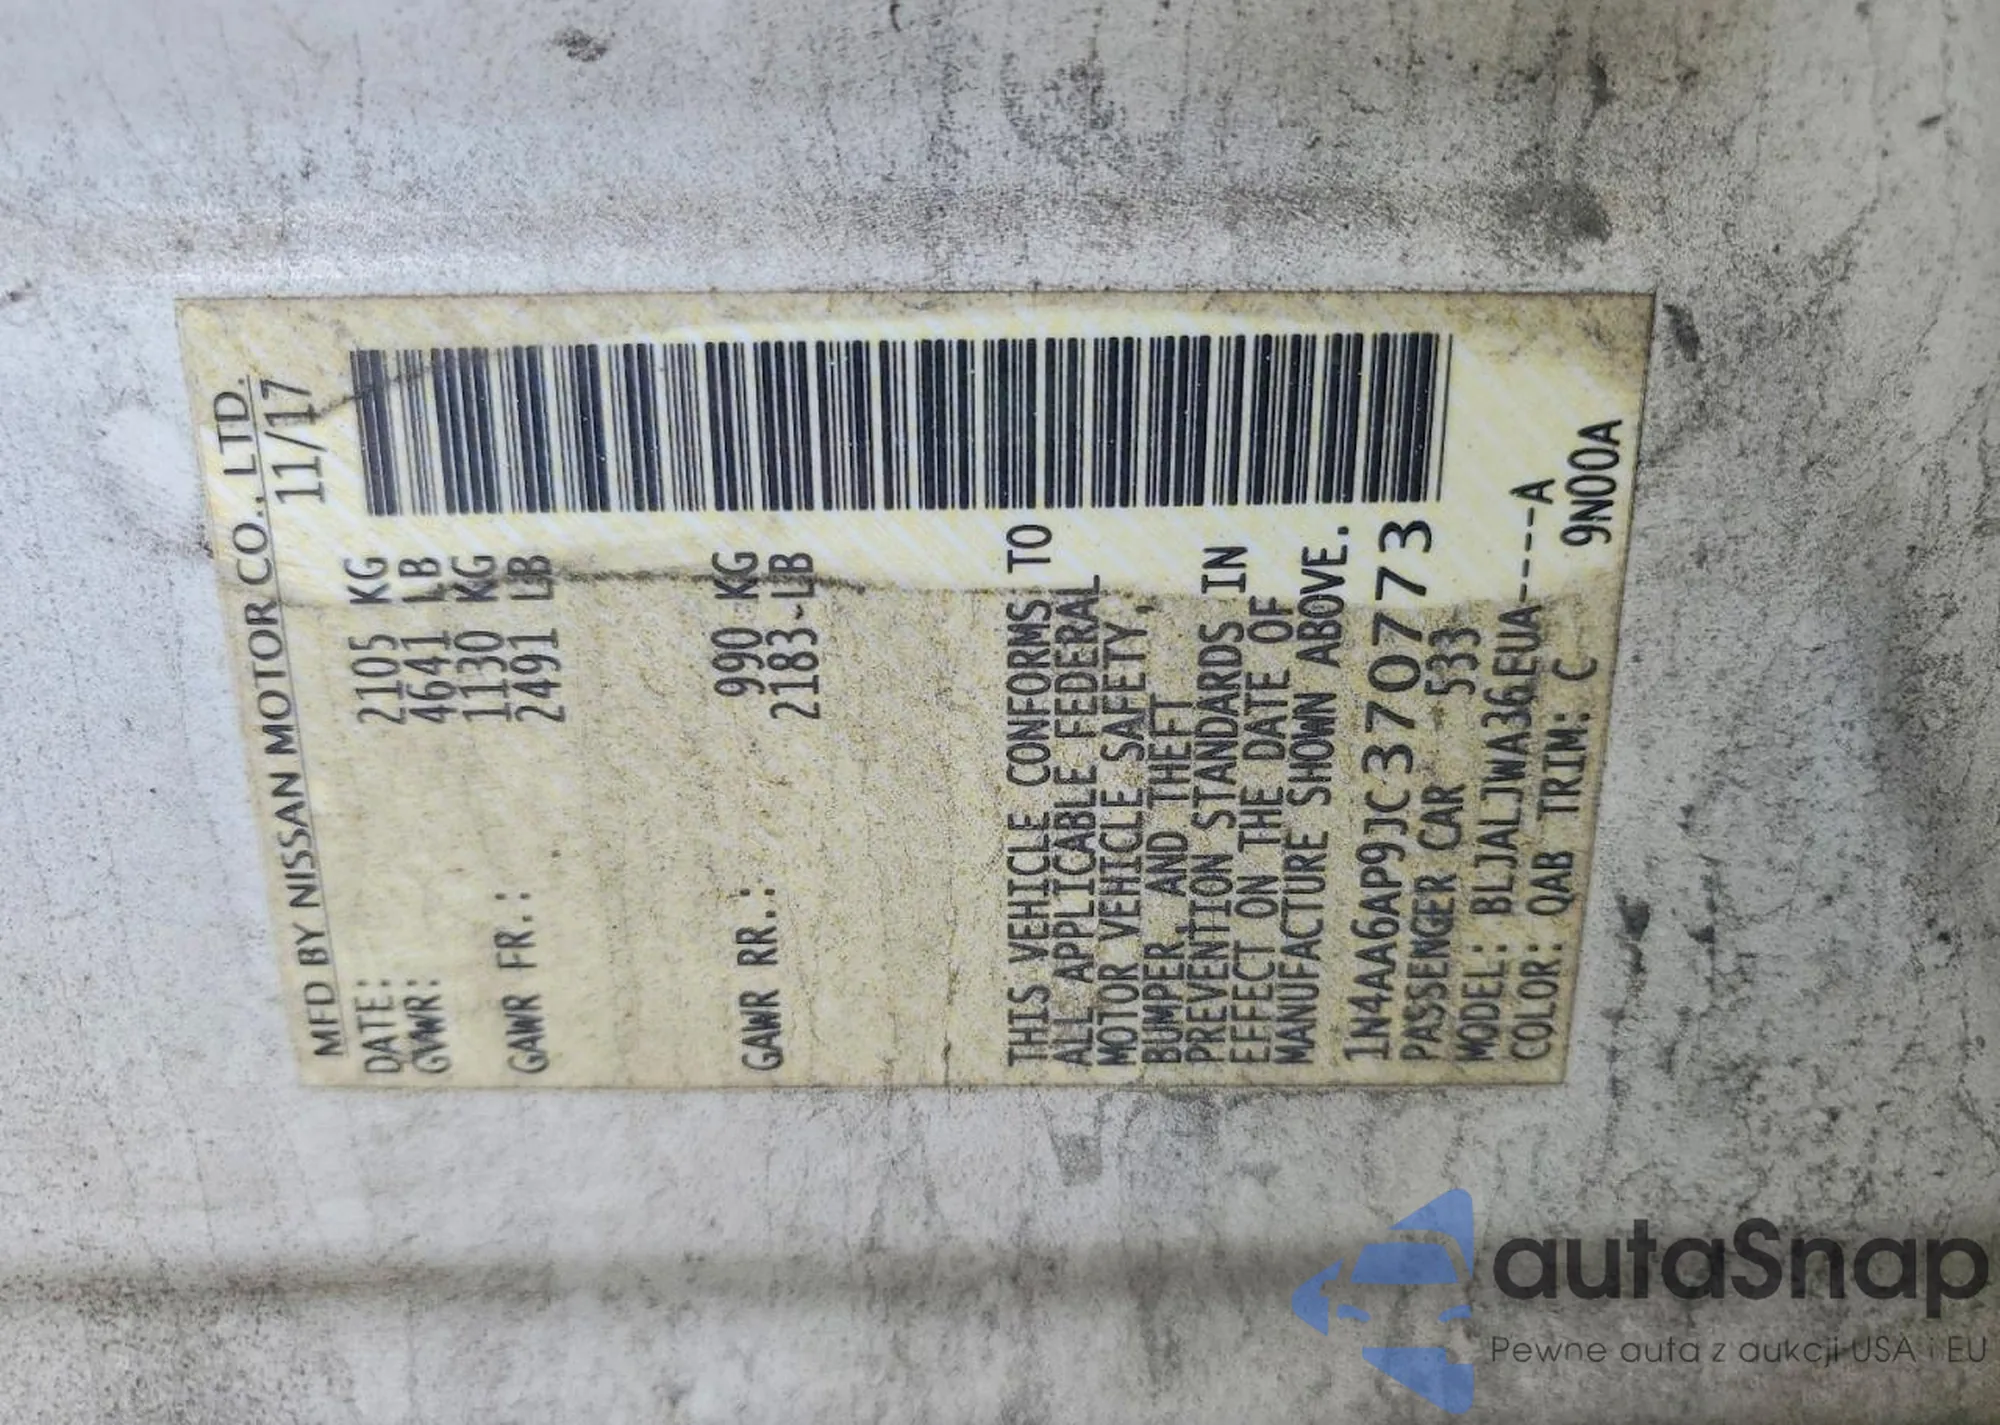 MFD BY NISSAN MOTOR CO., LTD.
DATE: 11/17
GVWR: 2105 KG
4641 LB
GAWR FR.: 1130 KG
2491 LB
GAWR RR.: 990 KG
2183 LB
THIS VEHICLE CONFORMS TO
ALL APPLICABLE FEDERAL
MOTOR VEHICLE SAFETY,
BUMPER, AND THEFT
PREVENTION STANDARDS IN
EFFECT ON THE DATE OF
MANUFACTURE SHOWN ABOVE.
1N4AA6AP9JC370773
PASSENGER CAR 533
MODEL: BLJALJWA36EUA----A
COLOR: QAB TRIM: C 9N00A
autaSnap
Pewne auta z aukcji USA i EU